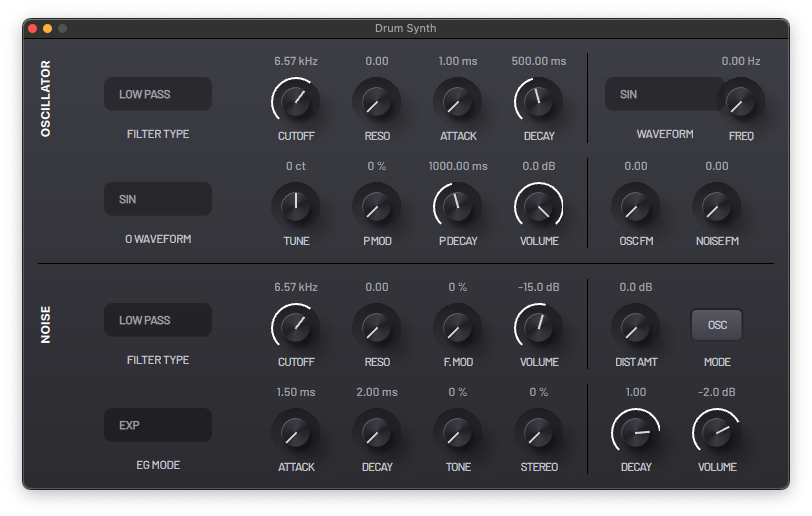 Drum Synth
OSCILLATOR
6.57 kHz 0.00 1.00 ms 500.00 ms 0.00 Hz
LOW PASS SIN
FILTER TYPE CUTOFF RESO ATTACK DECAY WAVEFORM FREQ
0 ct 0 % 1000.00 ms 0.0 dB 0.00 0.00
SIN
O WAVEFORM TUNE P MOD P DECAY VOLUME OSC FM NOISE FM
NOISE
6.57 kHz 0.00 0 % -15.0 dB 0.0 dB
LOW PASS OSC
FILTER TYPE CUTOFF RESO F. MOD VOLUME DIST AMT MODE
1.50 ms 2.00 ms 0 % 0 % 1.00 -2.0 dB
EXP
EG MODE ATTACK DECAY TONE STEREO DECAY VOLUME